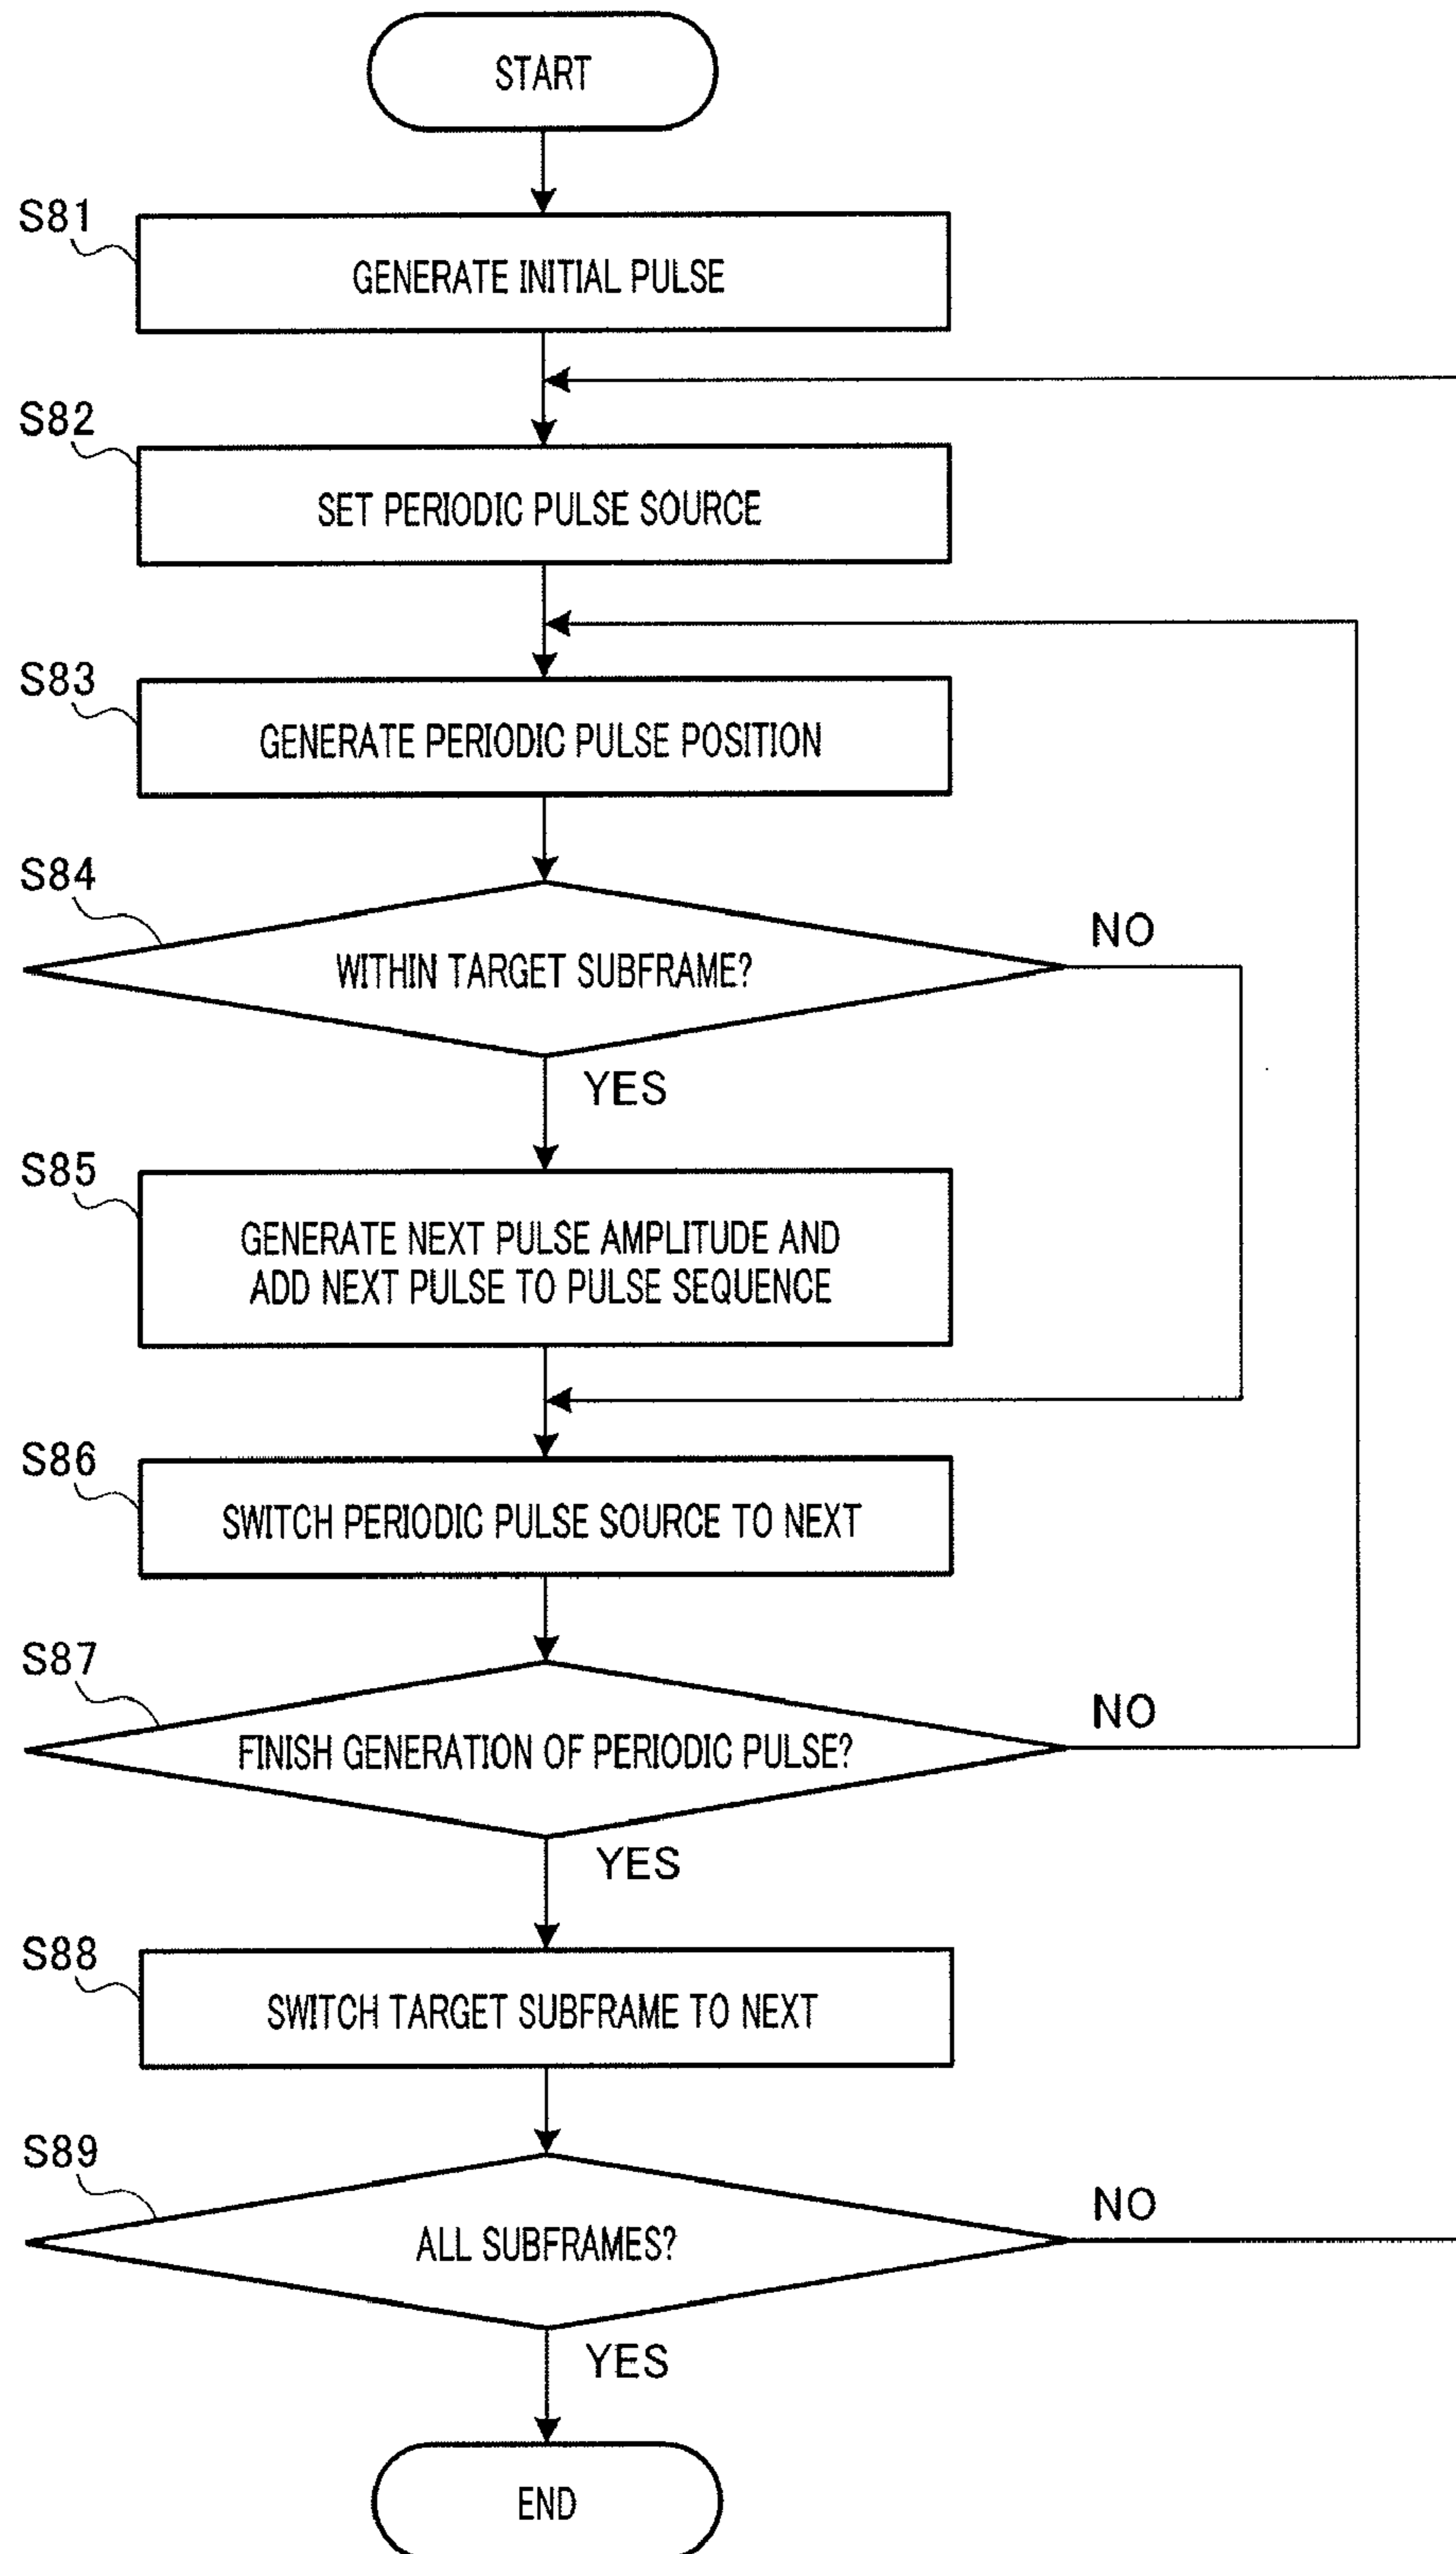 START
S81
GENERATE INITIAL PULSE
S82
SET PERIODIC PULSE SOURCE
S83
GENERATE PERIODIC PULSE POSITION
S84
WITHIN TARGET SUBFRAME?
NO
YES
S85
GENERATE NEXT PULSE AMPLITUDE AND
ADD NEXT PULSE TO PULSE SEQUENCE
S86
SWITCH PERIODIC PULSE SOURCE TO NEXT
S87
FINISH GENERATION OF PERIODIC PULSE?
NO
YES
S88
SWITCH TARGET SUBFRAME TO NEXT
S89
ALL SUBFRAMES?
NO
YES
END